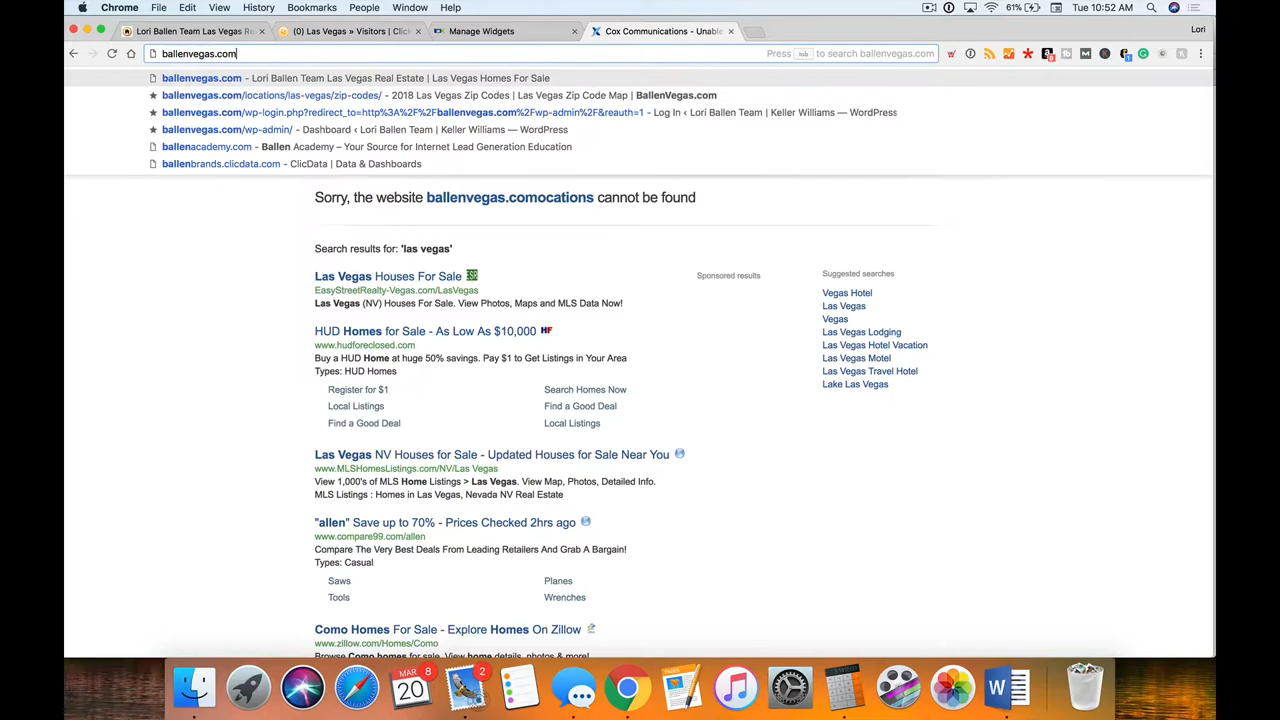 Chrome File Edit View History Bookmarks People Window Help 61% Tue 10:52 AM
Lori Ballen Team Las Vegas Re (0) Las Vegas » Visitors | Click Manage Widgets Cox Communications - Unable Lori
ballenvegas.com Press tab to search ballenvegas.com
ballenvegas.com - Lori Ballen Team Las Vegas Real Estate | Las Vegas Homes For Sale
ballenvegas.com/locations/las-vegas/zip-codes/ - 2018 Las Vegas Zip Codes | Las Vegas Zip Code Map | BallenVegas.com
ballenvegas.com/wp-login.php?redirect_to=http%3A%2F%2Fballenvegas.com%2Fwp-admin%2F&reauth=1 - Log In ‹ Lori Ballen Team | Keller Williams — WordPress
ballenvegas.com/wp-admin/ - Dashboard ‹ Lori Ballen Team | Keller Williams — WordPress
ballenacademy.com - Ballen Academy – Your Source for Internet Lead Generation Education
ballenbrands.clicdata.com - ClicData | Data & Dashboards
Sorry, the website ballenvegas.comocations cannot be found
Search results for: 'las vegas'
Las Vegas Houses For Sale
EasyStreetRealty-Vegas.com/LasVegas
Las Vegas (NV) Houses For Sale. View Photos, Maps and MLS Data Now!
HUD Homes for Sale - As Low As $10,000 HF
www.hudforeclosed.com
Buy a HUD Home at huge 50% savings. Pay $1 to Get Listings in Your Area
Types: HUD Homes
Register for $1 Search Homes Now
Local Listings Find a Good Deal
Find a Good Deal Local Listings
Las Vegas NV Houses for Sale - Updated Houses for Sale Near You
www.MLSHomesListings.com/NV/Las Vegas
View 1,000's of MLS Home Listings > Las Vegas. View Map, Photos, Detailed Info.
MLS Listings : Homes in Las Vegas, Nevada NV Real Estate
"allen" Save up to 70% - Prices Checked 2hrs ago
www.compare99.com/allen
Compare The Very Best Deals From Leading Retailers And Grab A Bargain!
Types: Casual
Saws Planes
Tools Wrenches
Como Homes For Sale - Explore Homes On Zillow
www.zillow.com/Homes/Como
Browse Como homes for sale. View home details, photos & more!
Sponsored results
Suggested searches
Vegas Hotel
Las Vegas
Vegas
Las Vegas Lodging
Las Vegas Hotel Vacation
Las Vegas Motel
Las Vegas Travel Hotel
Lake Las Vegas
MAR 20 8 2 W